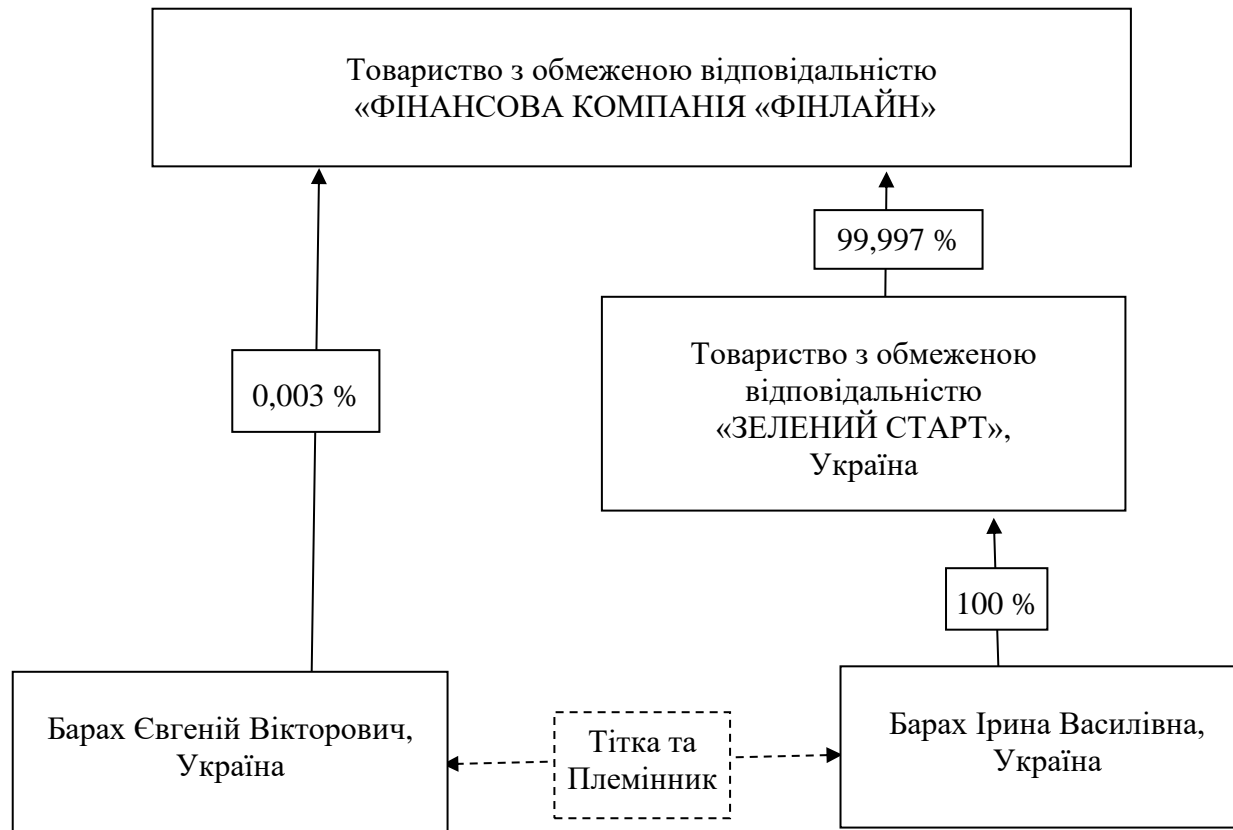 Товариство з обмеженою відповідальністю
«ФІНАНСОВА КОМПАНІЯ «ФІНЛАЙН»
99,997 %
Товариство з обмеженою
відповідальністю
«ЗЕЛЕНИЙ СТАРТ»,
Україна
0,003 %
100 %
Барах Євгеній Вікторович,
Україна
Тітка та
Племінник
Барах Ірина Василівна,
Україна